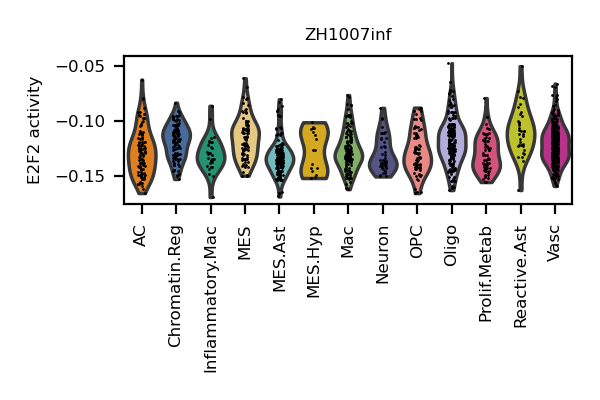 ZH1007inf
E2F2 activity
−0.05
−0.10
−0.15
AC
Chromatin.Reg
Inflammatory.Mac
MES
MES.Ast
MES.Hyp
Mac
Neuron
OPC
Oligo
Prolif.Metab
Reactive.Ast
Vasc